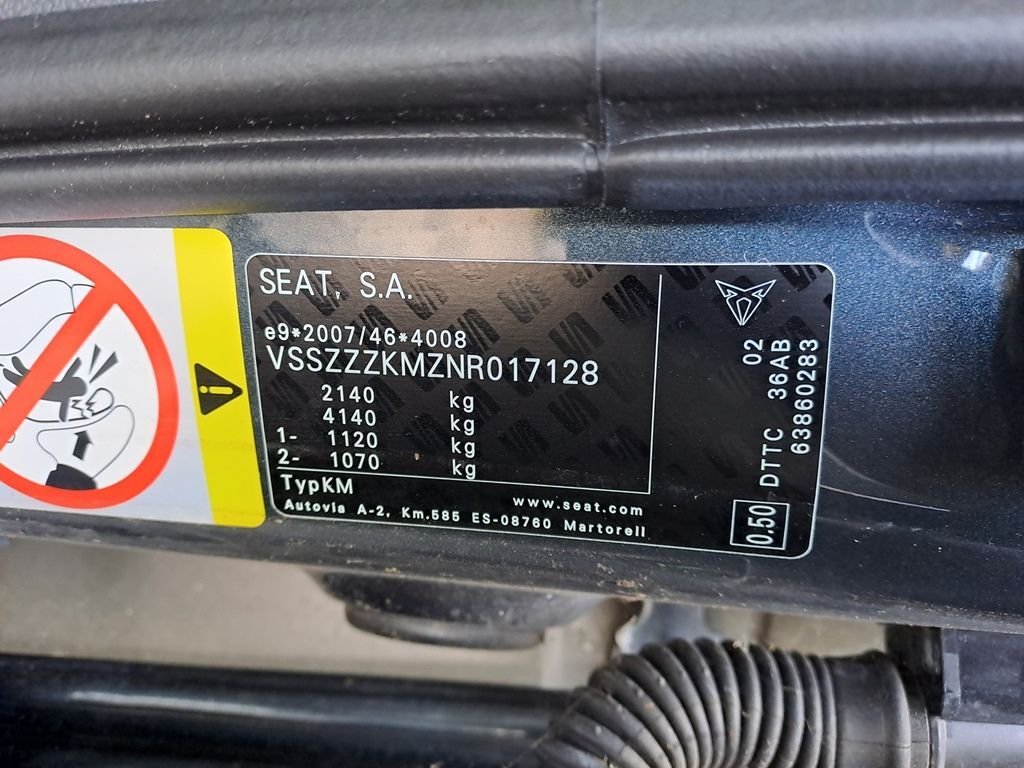 SEAT, S.A.
e9*2007/46*4008
VSSZZZKMZNR017128
2140 kg
4140 kg
1- 1120 kg
2- 1070 kg
TypKM
www.seat.com
Autovia A-2, Km.585 ES-08760 Martorell
0.50 DTTC 36AB 02
63860283